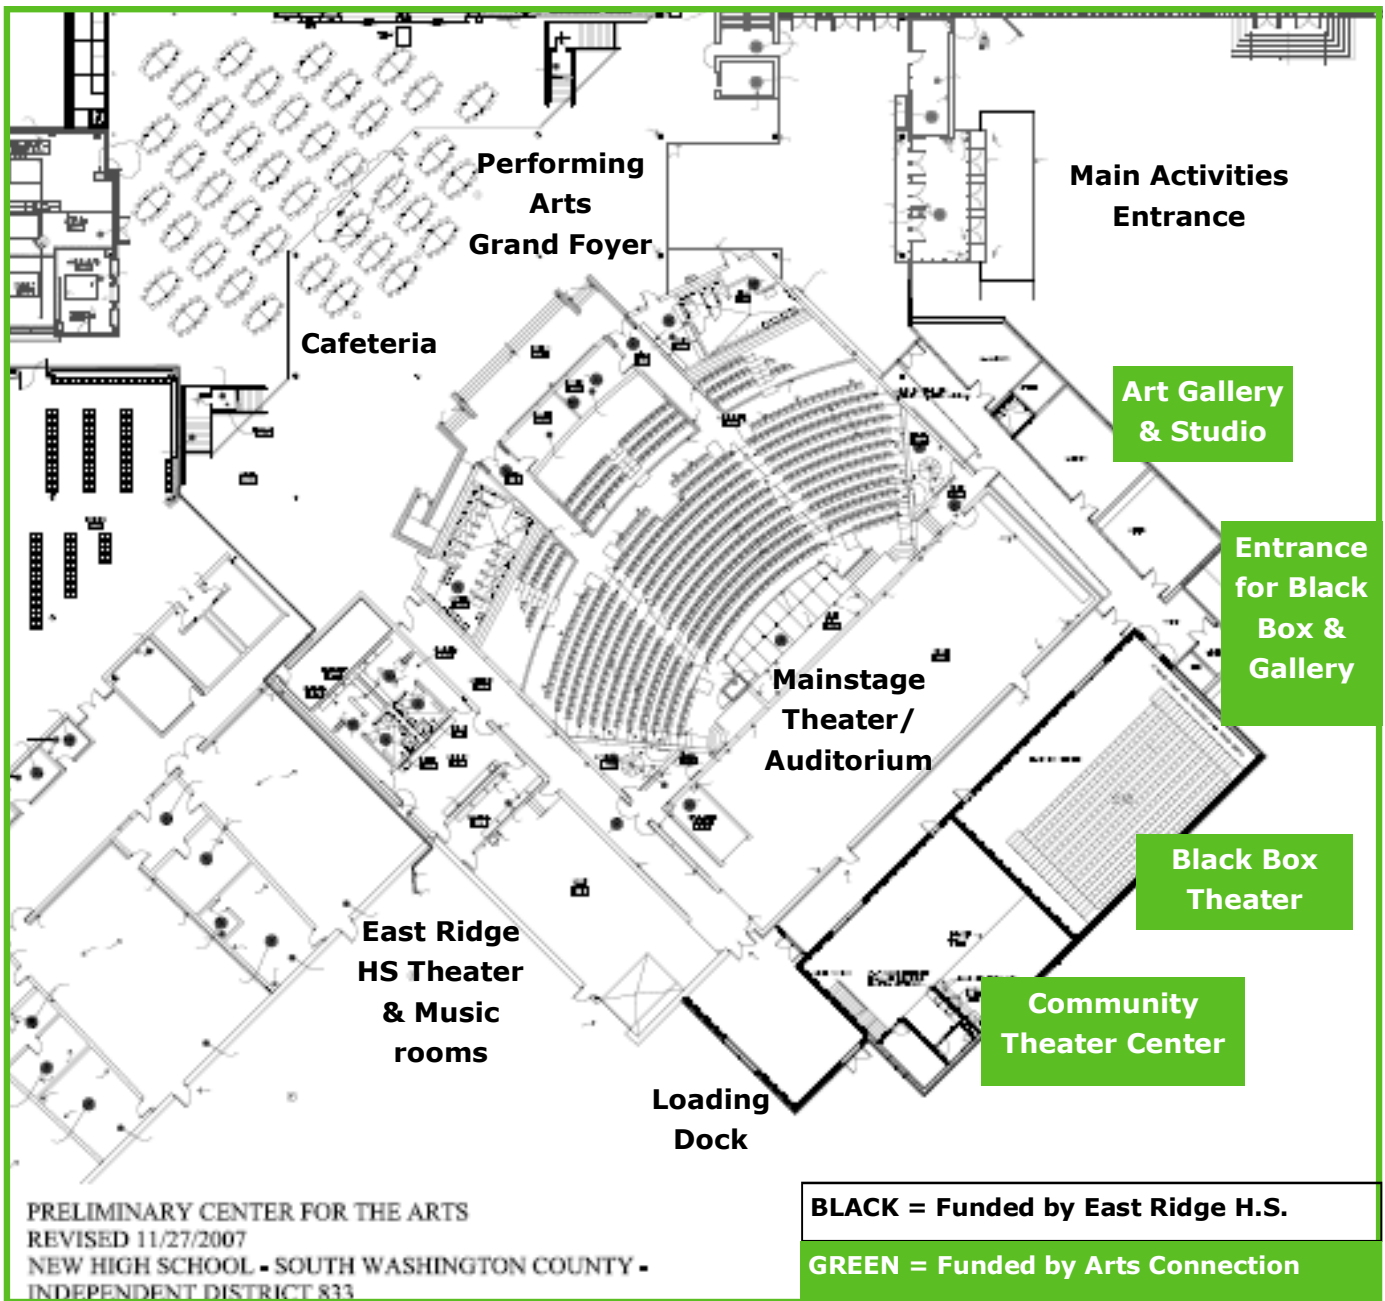 Performing
Arts
Grand Foyer
Main Activities
Entrance
Cafeteria
Art Gallery
& Studio
Entrance
for Black
Box &
Gallery
Mainstage
Theater/
Auditorium
Black Box
Theater
East Ridge
HS Theater
& Music
rooms
Community
Theater Center
Loading
Dock
PRELIMINARY CENTER FOR THE ARTS
REVISED 11/27/2007
NEW HIGH SCHOOL - SOUTH WASHINGTON COUNTY -
INDEPENDENT DISTRICT 833
BLACK = Funded by East Ridge H.S.
GREEN = Funded by Arts Connection